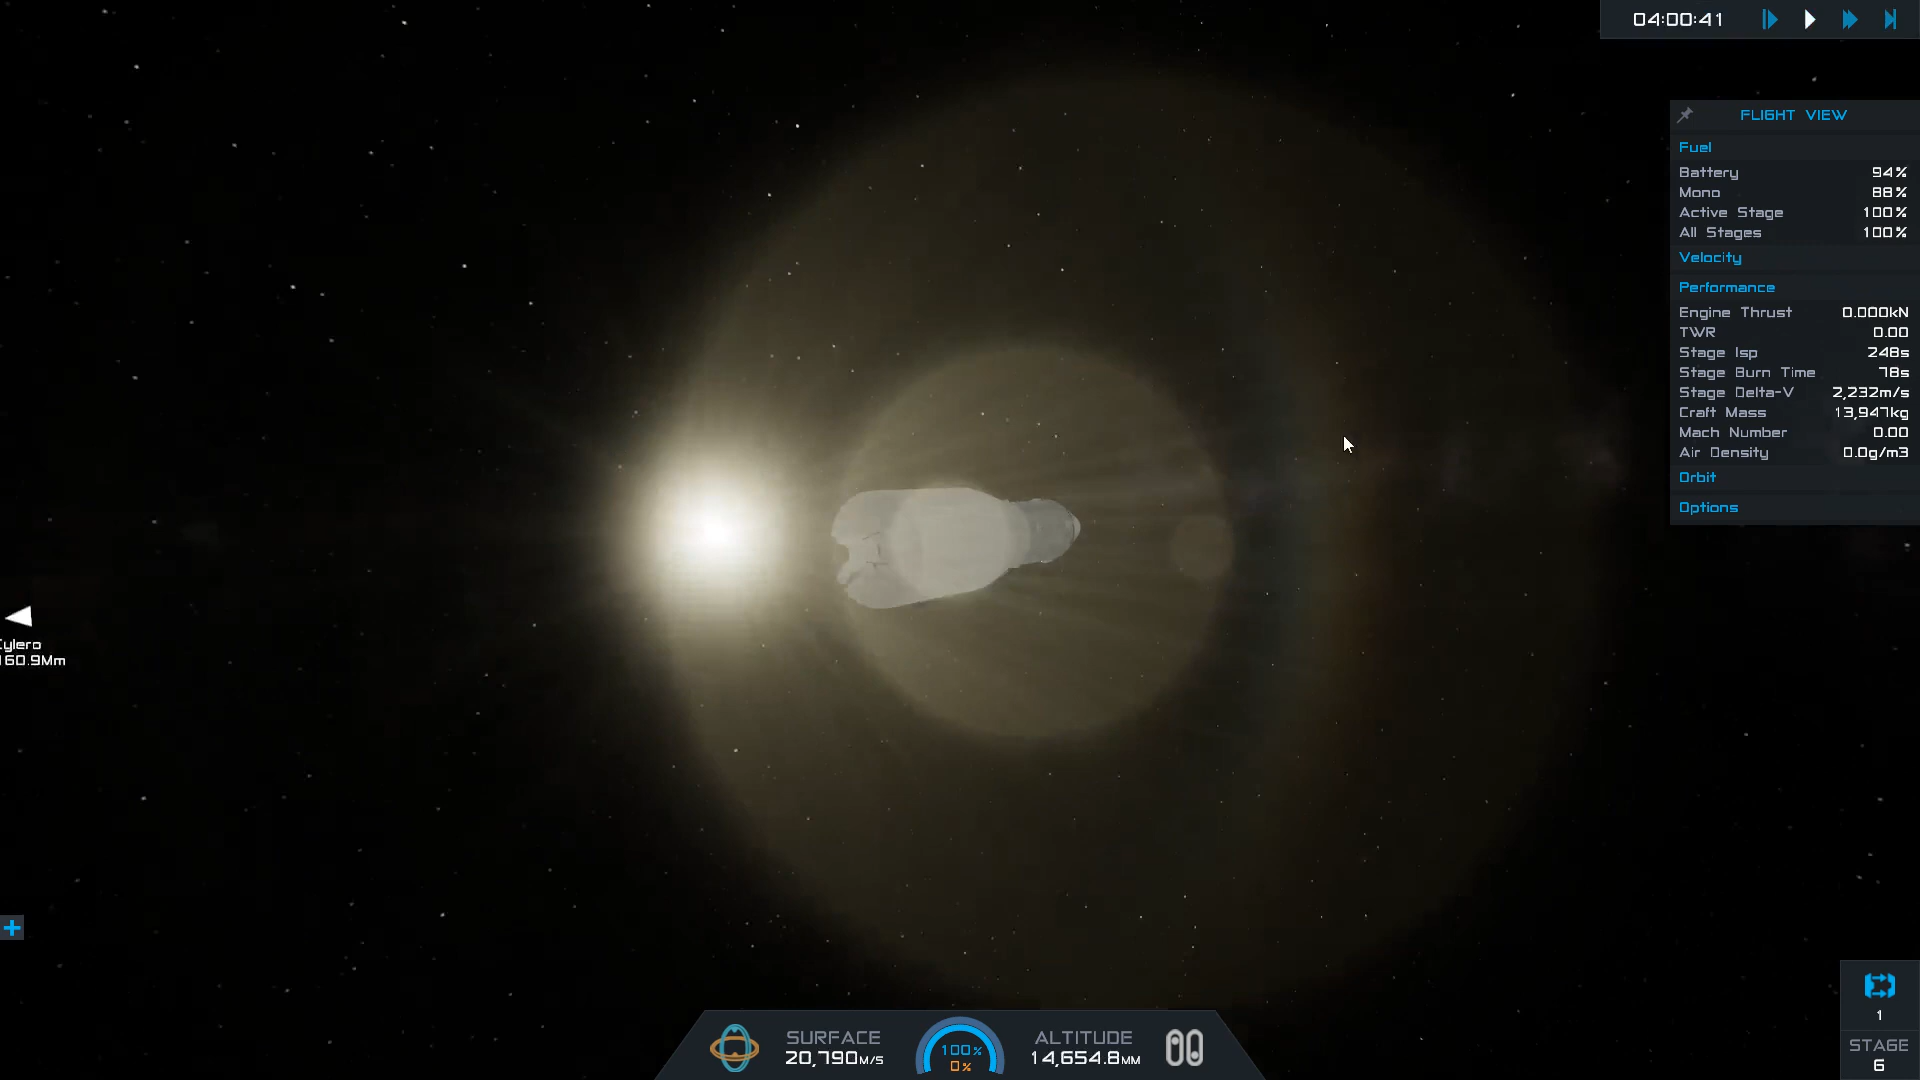 04:00:41
FLIGHT VIEW
Fuel
Battery 94%
Mono 88%
Active Stage 100%
All Stages 100%
Velocity
Performance
Engine Thrust 0.000kN
TWR 0.00
Stage Isp 248s
Stage Burn Time 78s
Stage Delta-V 2,232m/s
Craft Mass 13,947kg
Mach Number 0.00
Air Density 0.0g/m3
Orbit
Options
Cylero
160.9Mm
SURFACE
20,790M/S
100%
0%
ALTITUDE
14,654.8MM
1
STAGE
6